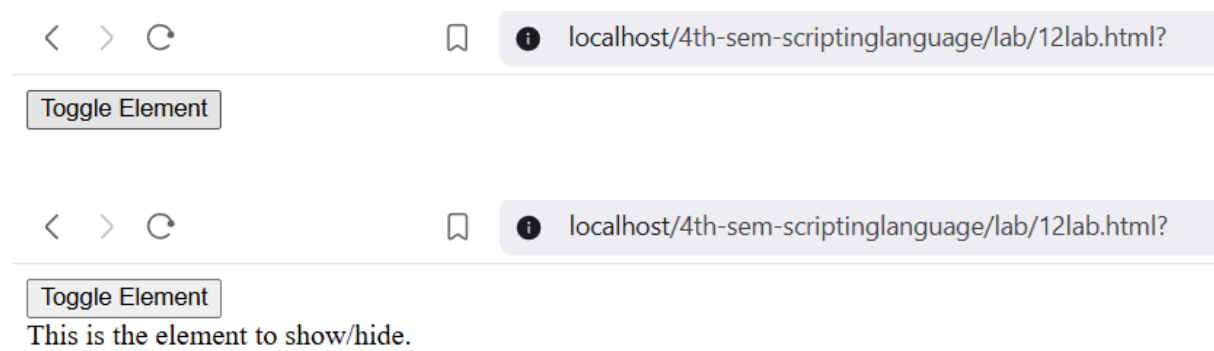 localhost/4th-sem-scriptinglanguage/lab/12lab.html?
Toggle Element
localhost/4th-sem-scriptinglanguage/lab/12lab.html?
Toggle Element
This is the element to show/hide.